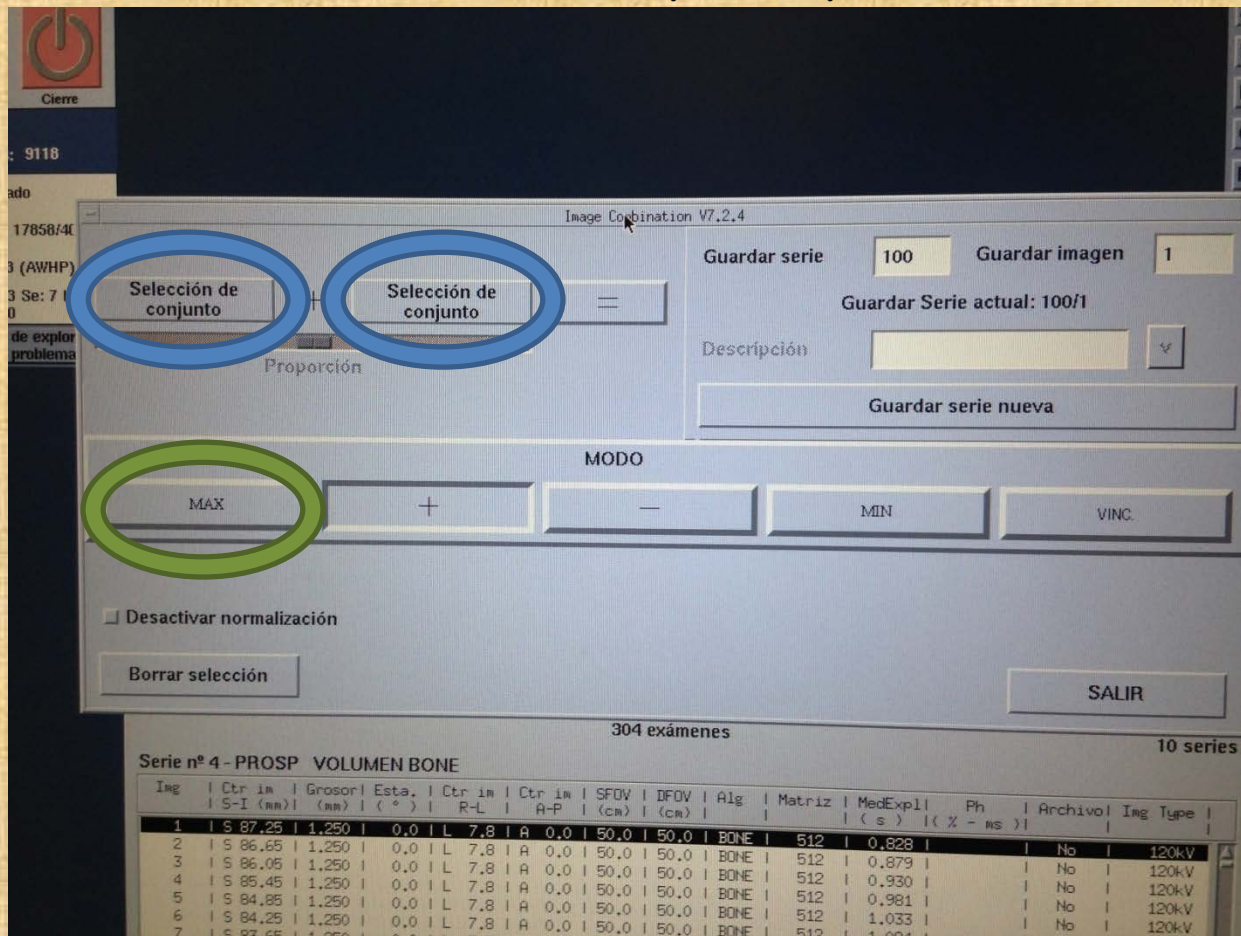 Cierre
: 9118
ado
17858/40
3 (AWHP)
3 Se: 7
0
de explor
problema
Image Combination V7.2.4
Selección de
conjunto
+
Selección de
conjunto
=
Proporción
Guardar serie 100 Guardar imagen 1
Guardar Serie actual: 100/1
Descripción
Guardar serie nueva
MODO
MAX + — MIN VINC.
Desactivar normalización
Borrar selección
SALIR
304 exámenes
10 series
Serie nº 4 - PROSP VOLUMEN BONE
Img | Ctr im | Grosor| Esta. | Ctr im | Ctr im | SFOV | DFOV | Alg | Matriz | MedExpl| Ph | Archivo| Img Type |
| S-I (mm)| (mm) | ( ° ) | R-L | A-P | (cm) | (cm) | | | ( s ) |( % - ms )| | |
1 | S 87.25 | 1.250 | 0.0 | L 7.8 | A 0.0 | 50.0 | 50.0 | BONE | 512 | 0.828 | | No | 120kV
2 | S 86.65 | 1.250 | 0.0 | L 7.8 | A 0.0 | 50.0 | 50.0 | BONE | 512 | 0.879 | | No | 120kV
3 | S 86.05 | 1.250 | 0.0 | L 7.8 | A 0.0 | 50.0 | 50.0 | BONE | 512 | 0.930 | | No | 120kV
4 | S 85.45 | 1.250 | 0.0 | L 7.8 | A 0.0 | 50.0 | 50.0 | BONE | 512 | 0.981 | | No | 120kV
5 | S 84.85 | 1.250 | 0.0 | L 7.8 | A 0.0 | 50.0 | 50.0 | BONE | 512 | 1.033 | | No | 120kV
6 | S 84.25 | 1.250 | 0.0 | L 7.8 | A 0.0 | 50.0 | 50.0 | BONE | 512
7